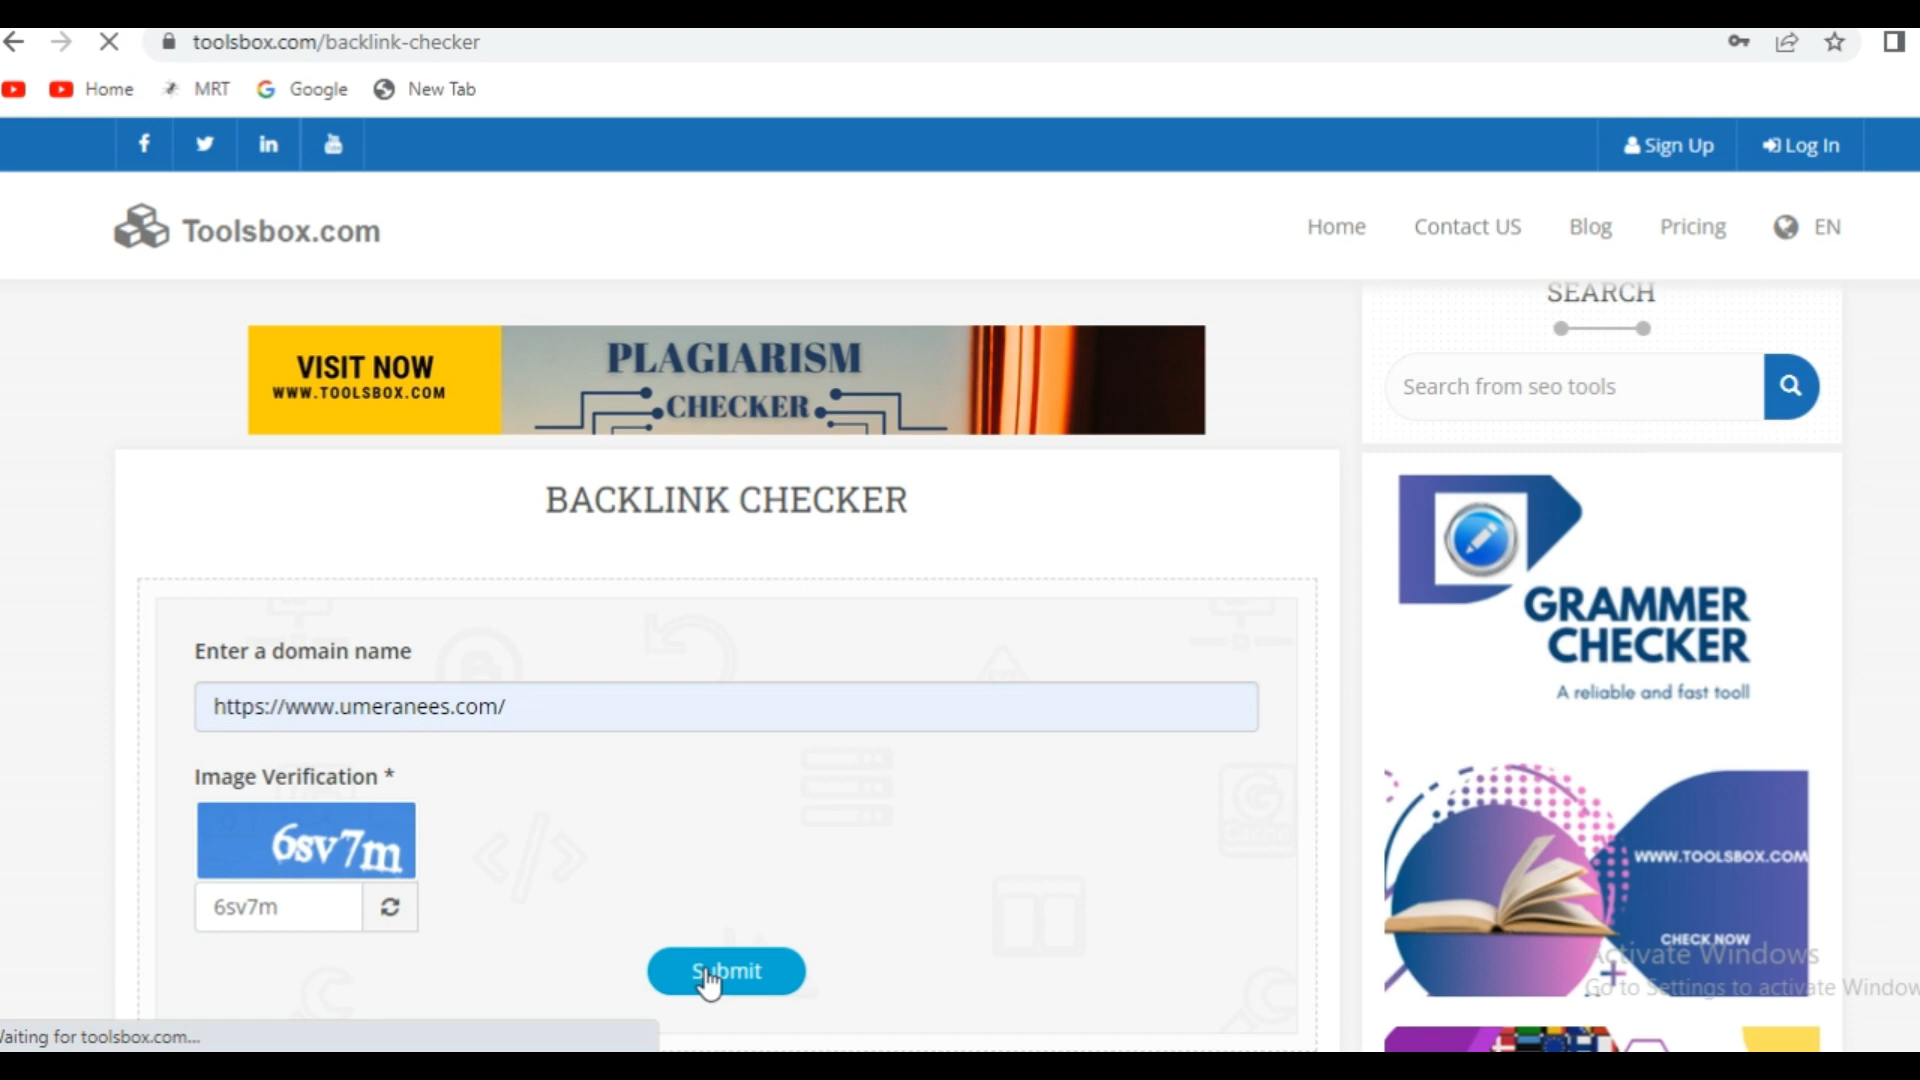 toolsbox.com/backlink-checker
Home MRT Google New Tab
Sign Up Log In
Toolsbox.com
Home Contact US Blog Pricing EN
SEARCH
Search from seo tools
VISIT NOW
WWW.TOOLSBOX.COM
PLAGIARISM
CHECKER
BACKLINK CHECKER
Enter a domain name
https://www.umeranees.com/
Image Verification *
6sv7m
6sv7m
Submit
GRAMMER
CHECKER
A reliable and fast tooll
WWW.TOOLSBOX.COM
CHECK NOW
Activate Windows
Go to Settings to activate Window
aiting for toolsbox.com...